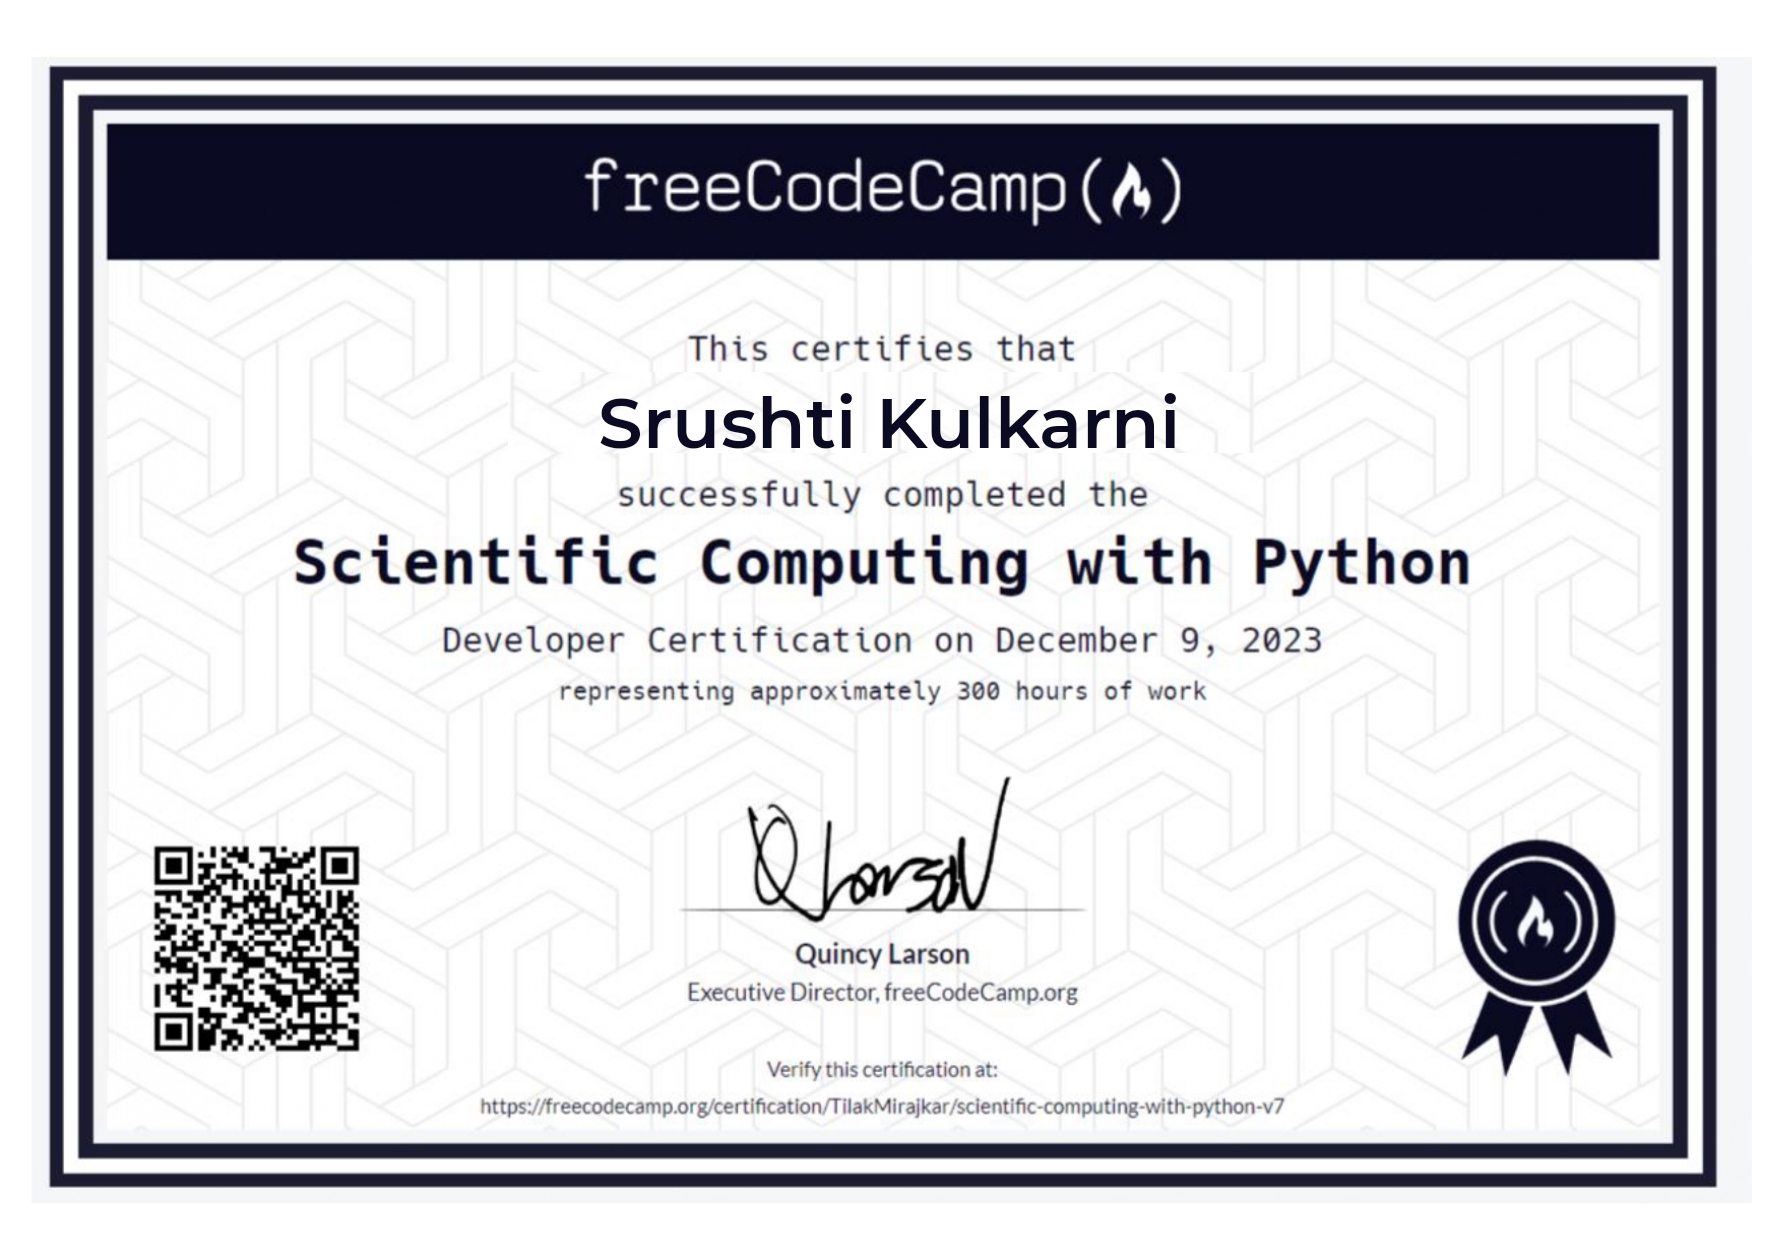 freeCodeCamp
This certifies that
Srushti Kulkarni
successfully completed the
Scientific Computing with Python
Developer Certification on December 9, 2023
representing approximately 300 hours of work
Q Larson
Quincy Larson
Executive Director, freeCodeCamp.org
Verify this certification at:
https://freecodecamp.org/certification/TilakMirajkar/scientific-computing-with-python-v7